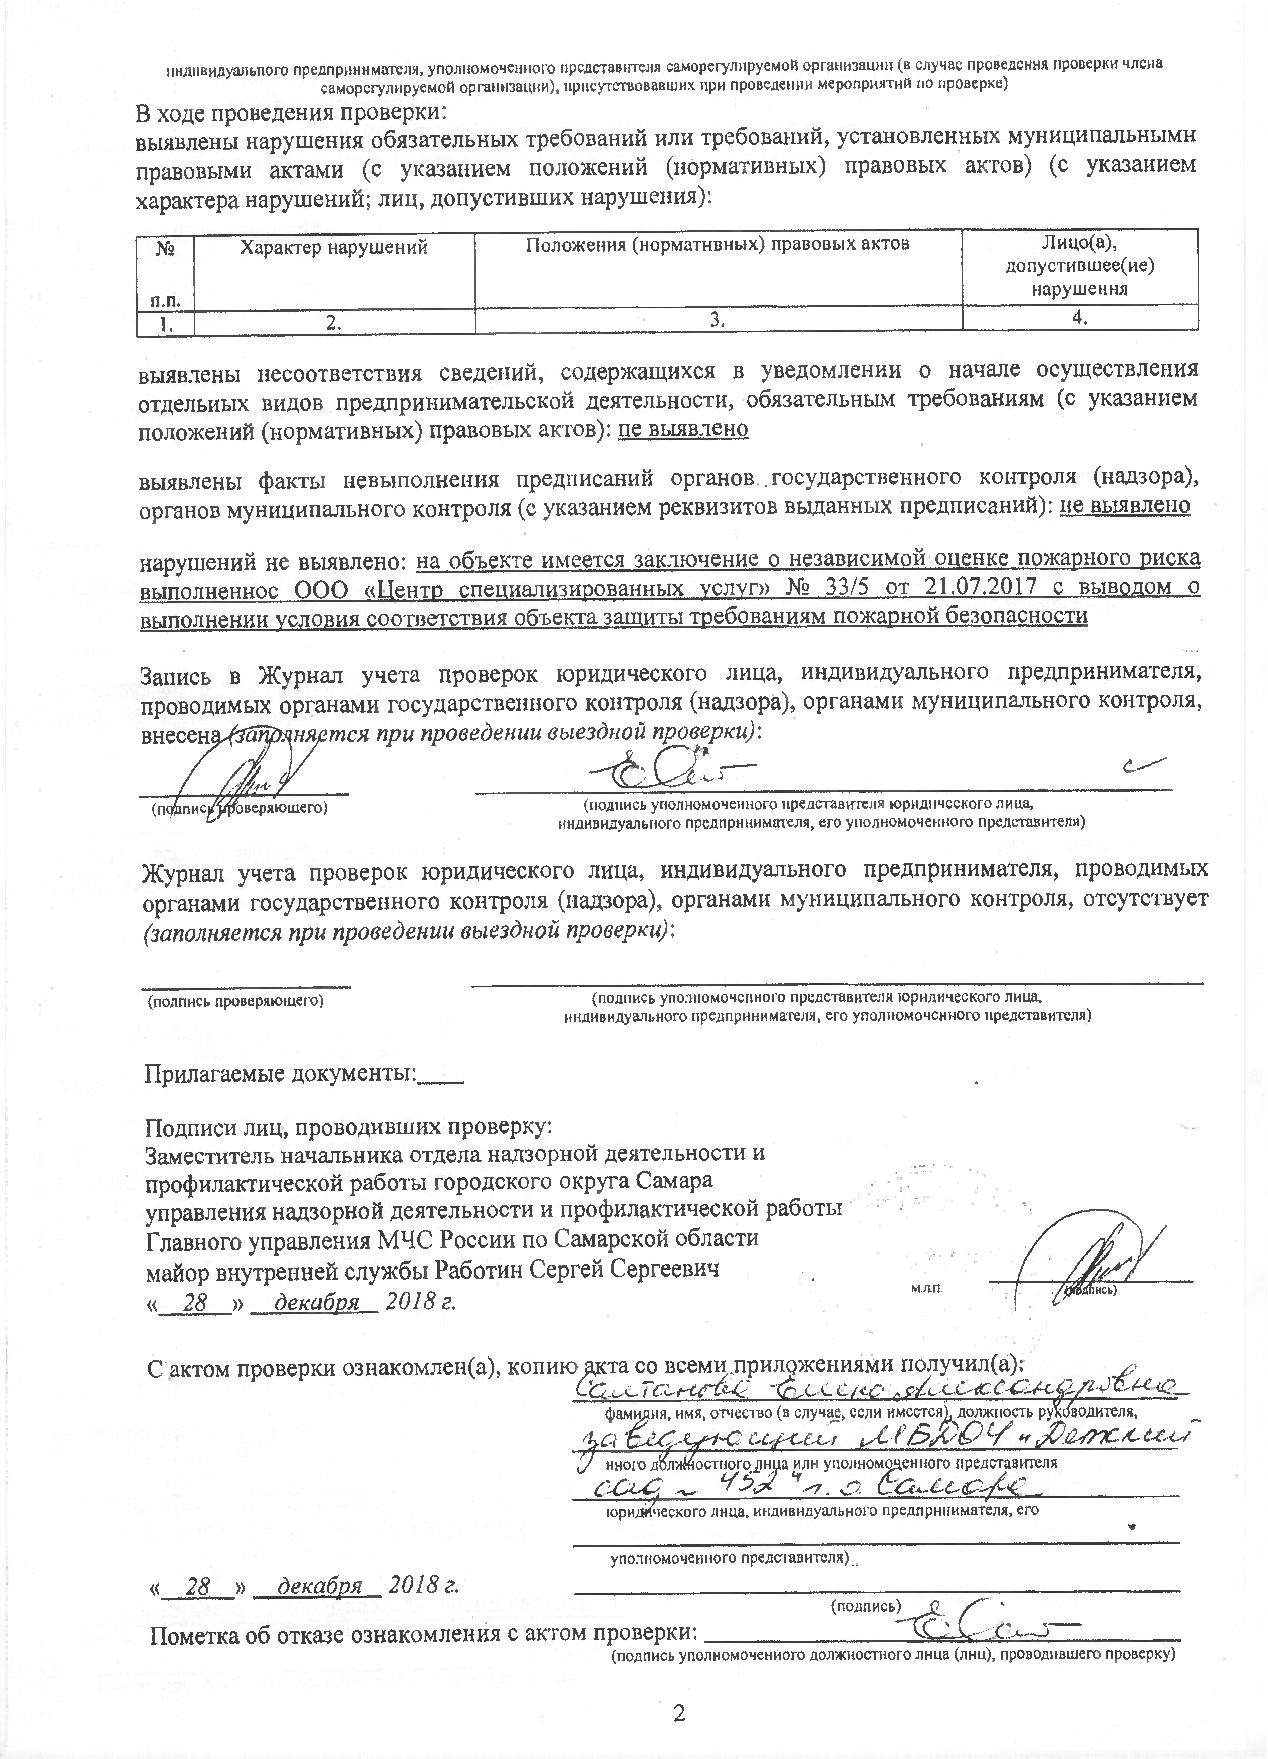 индивидуального предпринимателя, уполномоченного представителя саморегулируемой организации (в случае проведения проверки члена
саморегулируемой организации), присутствовавших при проведении мероприятий по проверке)
В ходе проведения проверки:
выявлены нарушения обязательных требований или требований, установленных муниципальными
правовыми актами (с указанием положений (нормативных) правовых актов) (с указанием
характера нарушений; лиц, допустивших нарушения):
№ п.п. Характер нарушений Положения (нормативных) правовых актов Лицо(а), допустившее(ие) нарушения
1. 2. 3. 4.
выявлены несоответствия сведений, содержащихся в уведомлении о начале осуществления
отдельных видов предпринимательской деятельности, обязательным требованиям (с указанием
положений (нормативных) правовых актов): не выявлено
выявлены факты невыполнения предписаний органов государственного контроля (надзора),
органов муниципального контроля (с указанием реквизитов выданных предписаний): не выявлено
нарушений не выявлено: на объекте имеется заключение о независимой оценке пожарного риска
выполненное ООО «Центр специализированных услуг» № 33/5 от 21.07.2017 с выводом о
выполнении условия соответствия объекта защиты требованиям пожарной безопасности
Запись в Журнал учета проверок юридического лица, индивидуального предпринимателя,
проводимых органами государственного контроля (надзора), органами муниципального контроля,
внесена (заполняется при проведении выездной проверки):
(подпись проверяющего) (подпись уполномоченного представителя юридического лица,
индивидуального предпринимателя, его уполномоченного представителя)
Журнал учета проверок юридического лица, индивидуального предпринимателя, проводимых
органами государственного контроля (надзора), органами муниципального контроля, отсутствует
(заполняется при проведении выездной проверки):
(подпись проверяющего) (подпись уполномоченного представителя юридического лица,
индивидуального предпринимателя, его уполномоченного представителя)
Прилагаемые документы:____
Подписи лиц, проводивших проверку:
Заместитель начальника отдела надзорной деятельности и
профилактической работы городского округа Самара
управления надзорной деятельности и профилактической работы
Главного управления МЧС России по Самарской области
майор внутренней службы Работин Сергей Сергеевич
м.л.п. (подпись)
«__28__» __декабря__ 2018 г.
С актом проверки ознакомлен(а), копию акта со всеми приложениями получил(а):
Елена Александровна
фамилия, имя, отчество (в случае, если имеется), должность руководителя,
заведующий МБДОУ «Детский
иного должностного лица или уполномоченного представителя
сад № 452" г. о. Самара
юридического лица, индивидуального предпринимателя, его
уполномоченного представителя)
«__28__» __декабря__ 2018 г.
(подпись)
Пометка об отказе ознакомления с актом проверки:
(подпись уполномоченного должностного лица (лиц), проводившего проверку)
2